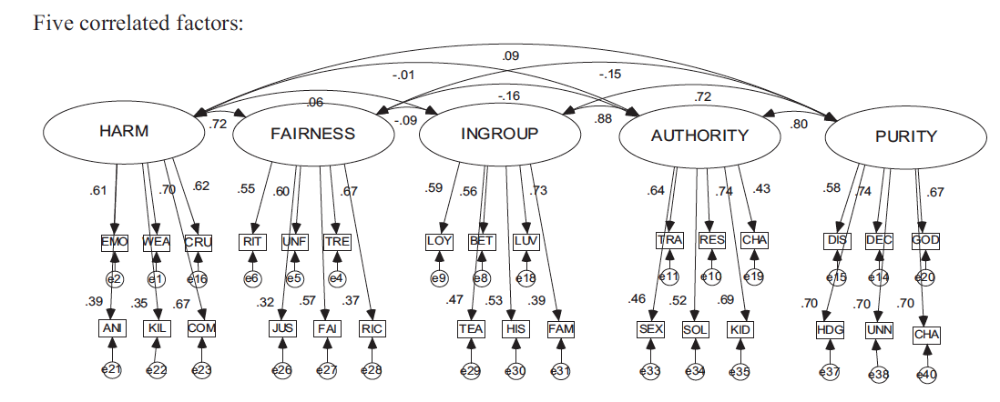 Five correlated factors:
.09
-.01 -.15
.06 -.16 .72
.72 -.09 .88 .80
HARM FAIRNESS INGROUP AUTHORITY PURITY
.61 .70 .62 .55 .60 .67 .59 .56 .73 .64 .74 .43 .58 .74 .67
EMO WEA CRU RIT UNF TRE LOY BET LUV TRA RES CHA DIS DEC GOD
e2 e1 e16 e6 e5 e4 e9 e8 e18 e11 e10 e19 e15 e14 e20
.39 .35 .67 .32 .57 .37 .47 .53 .39 .46 .52 .69 .70 .70 .70
ANI KIL COM JUS FAI RIC TEA HIS FAM SEX SOL KID HDG UNN CHA
e21 e22 e23 e26 e27 e28 e29 e30 e31 e33 e34 e35 e37 e38 e40